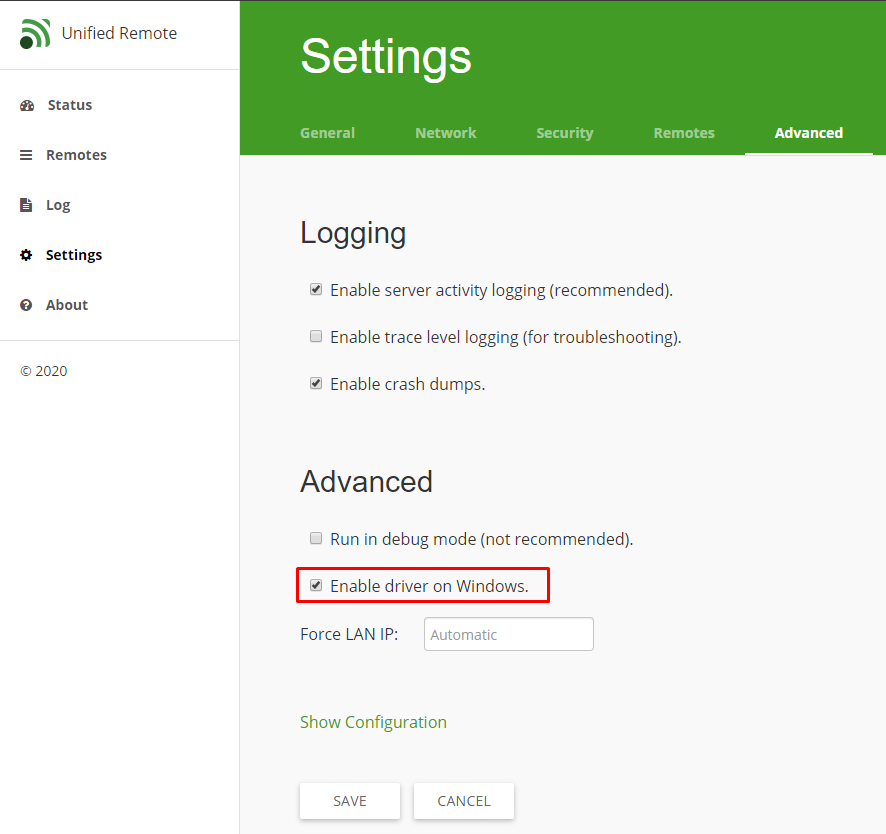 Unified Remote
Status
Remotes
Log
Settings
About
© 2020
Settings
General Network Security Remotes Advanced
Logging
Enable server activity logging (recommended).
Enable trace level logging (for troubleshooting).
Enable crash dumps.
Advanced
Run in debug mode (not recommended).
Enable driver on Windows.
Force LAN IP: Automatic
Show Configuration
SAVE CANCEL